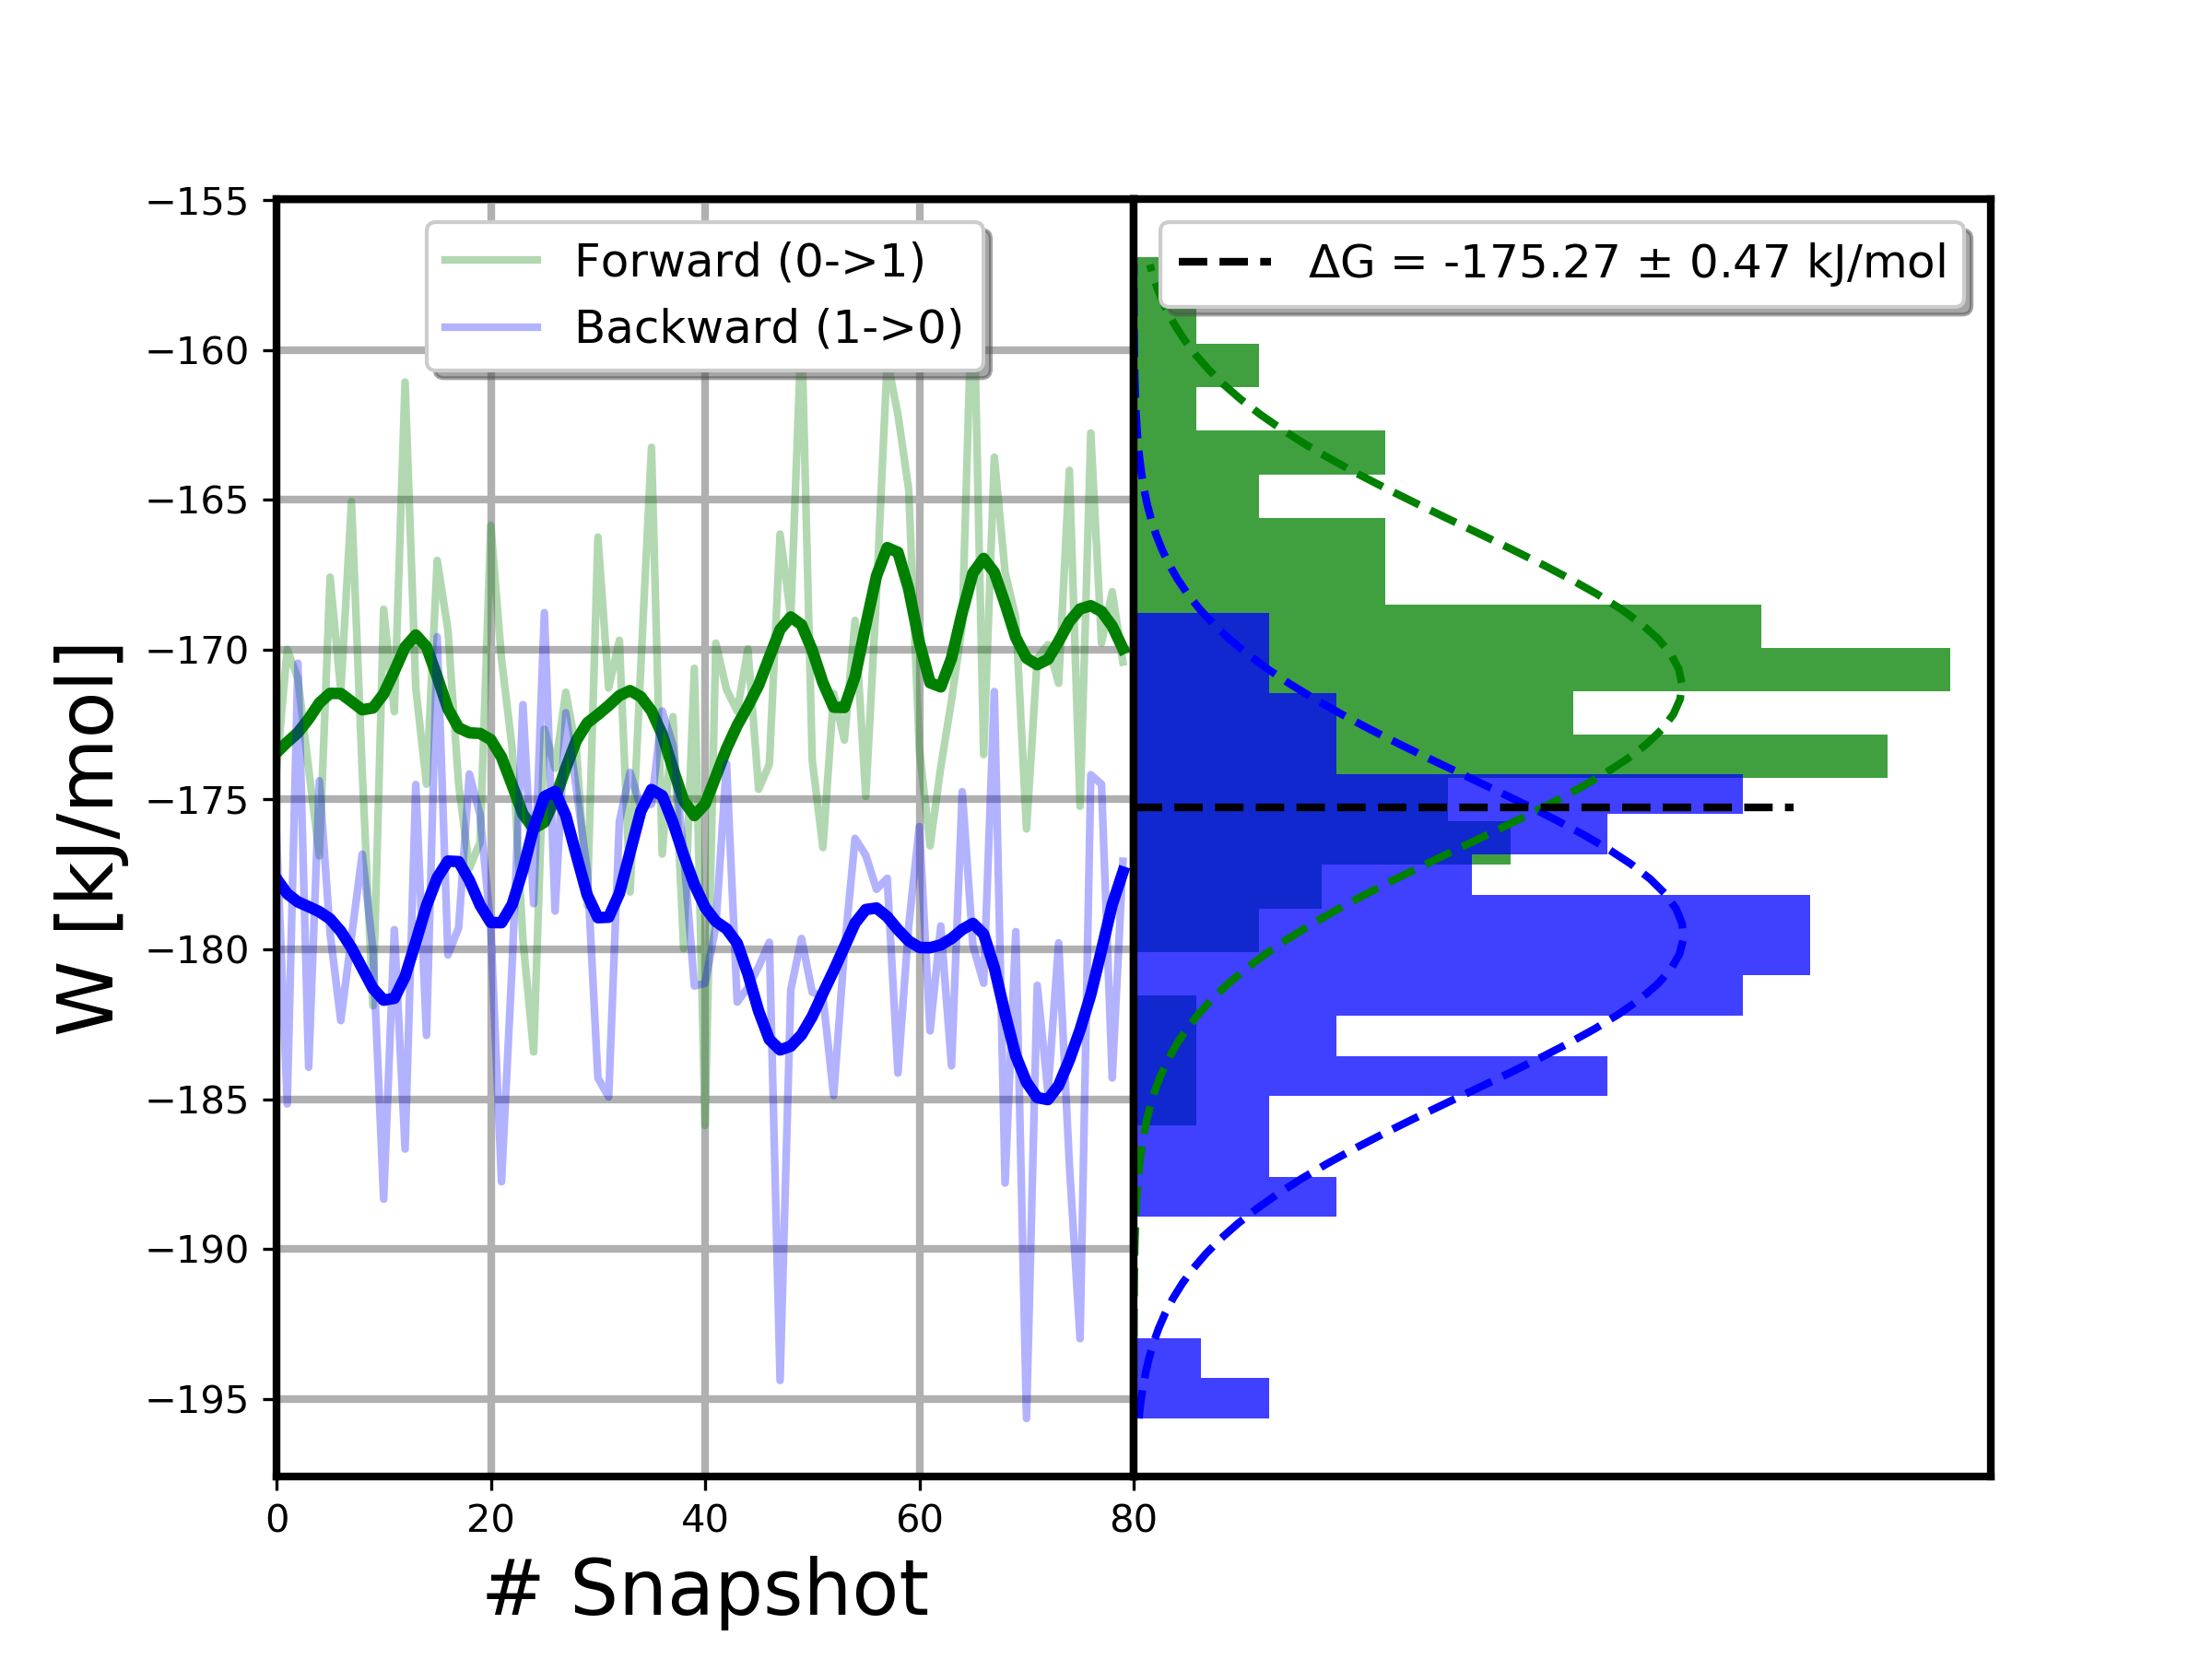 −155
−160
−165
−170
−175
−180
−185
−190
−195
W [kJ/mol]
Forward (0->1)
Backward (1->0)
ΔG = -175.27 ± 0.47 kJ/mol
0 20 40 60 80
# Snapshot